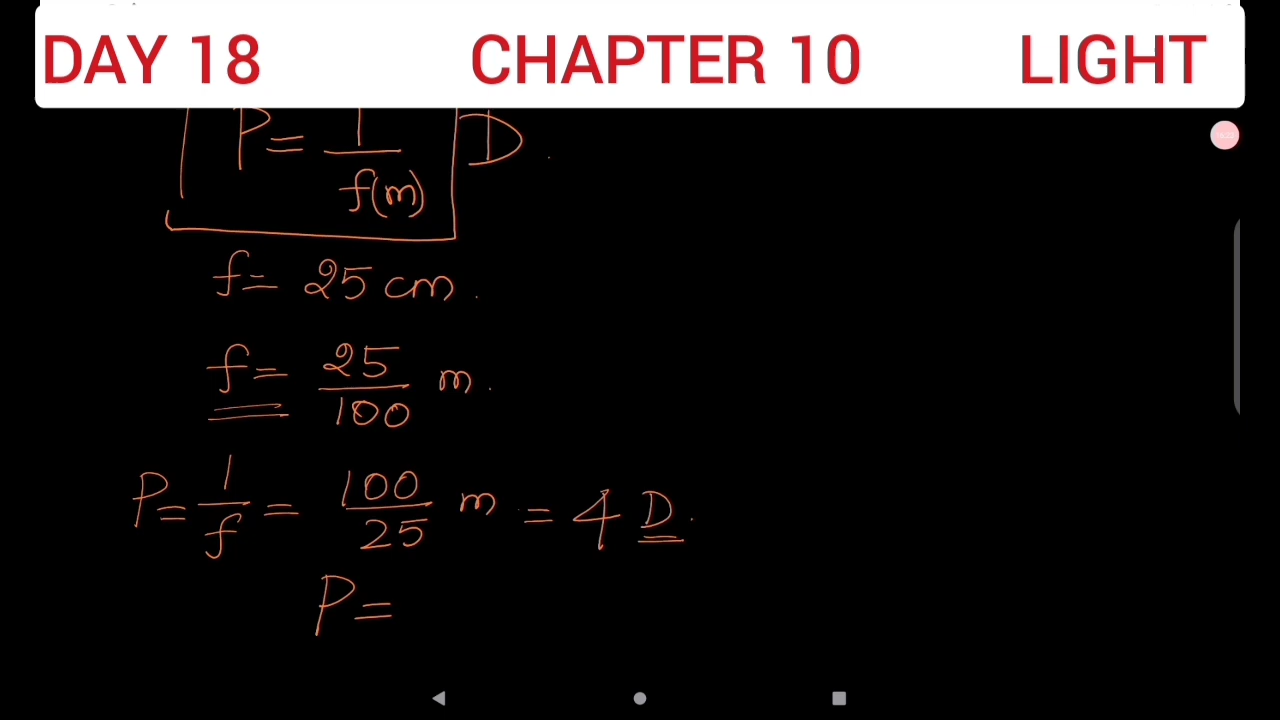 DAY 18 CHAPTER 10 LIGHT
P = 1/f(m) D
f = 25 cm.
f = 25/100 m.
P = 1/f = 100/25 m = 4 D.
P =